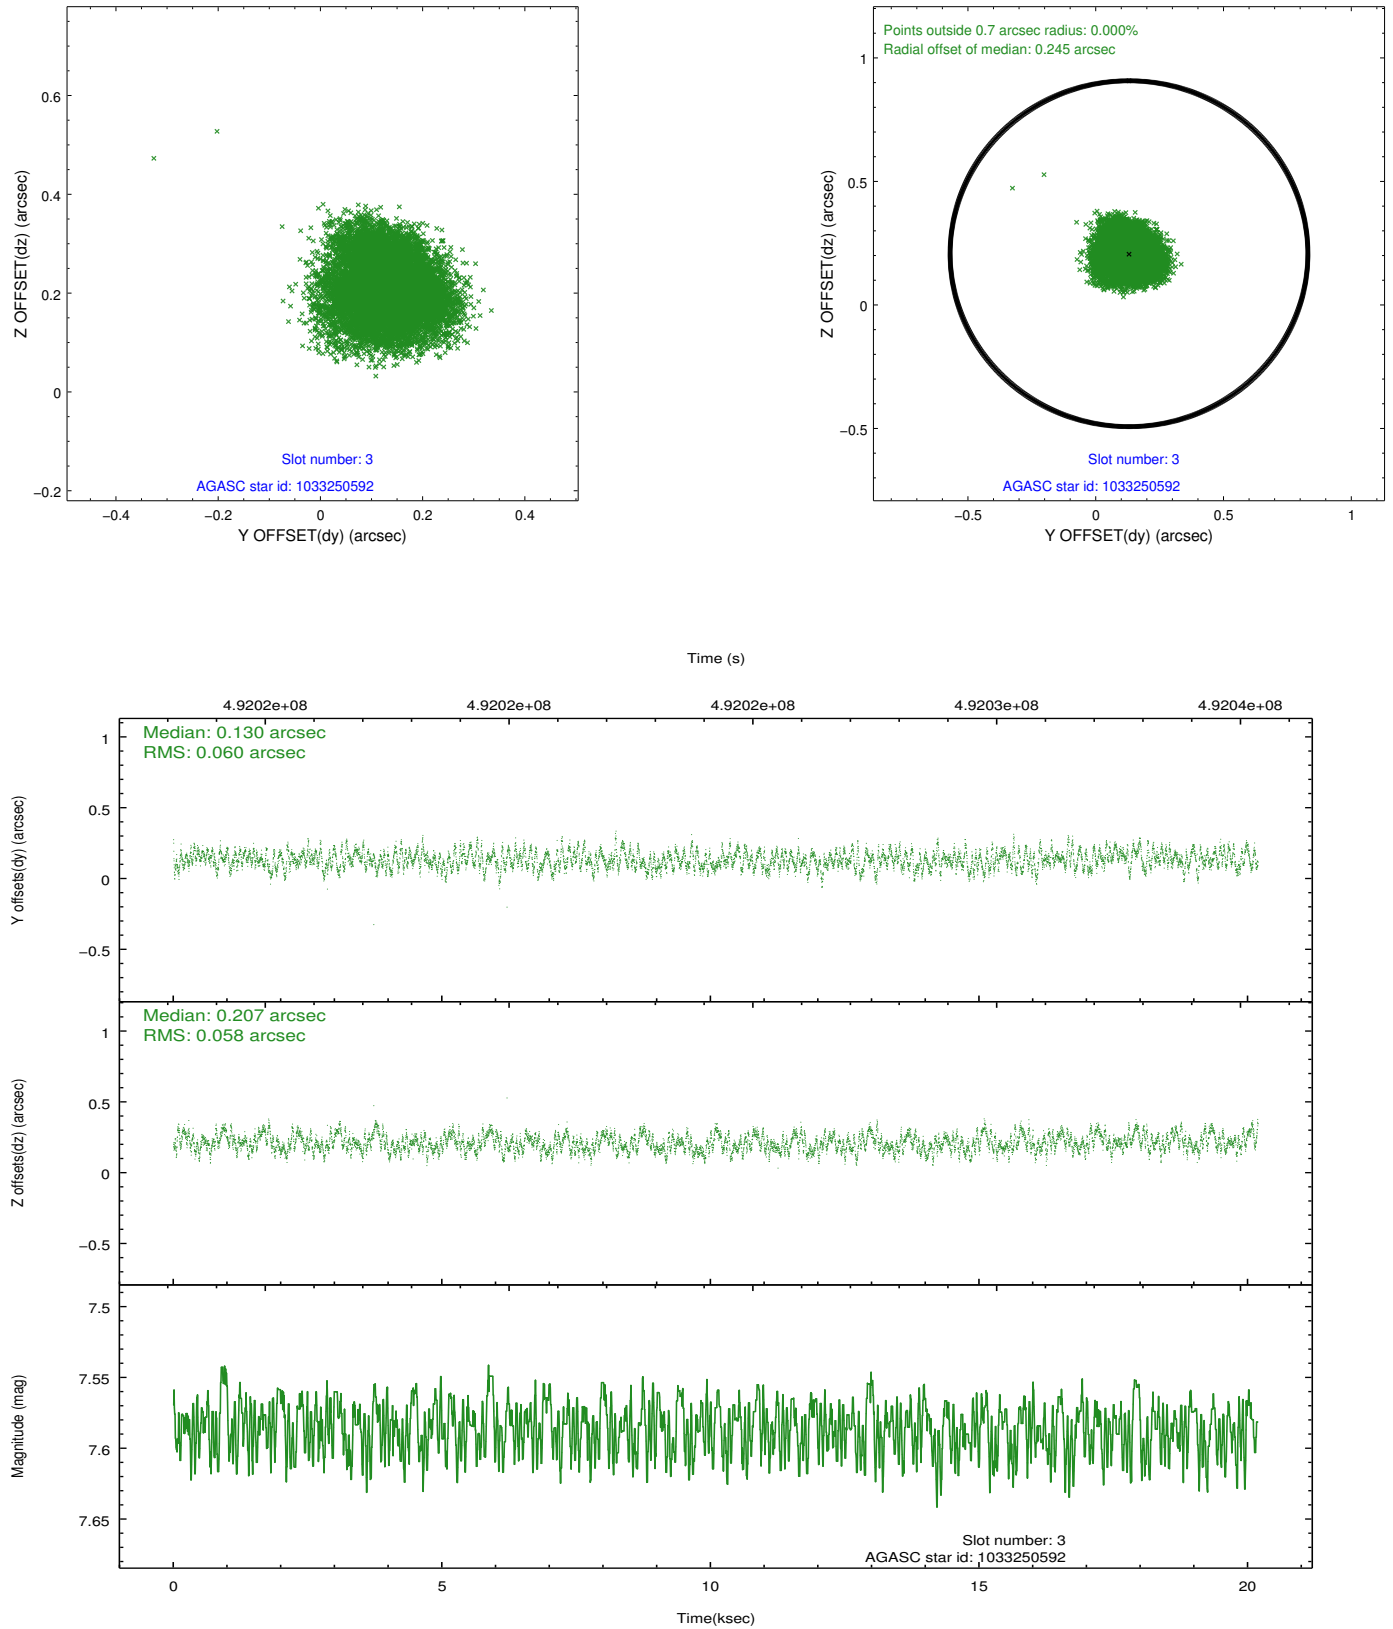 0.6
0.4
0.2
0
−0.2
Z OFFSET(dz) (arcsec)
Slot number: 3
AGASC star id: 1033250592
−0.4 −0.2 0 0.2 0.4
Y OFFSET(dy) (arcsec)
Points outside 0.7 arcsec radius: 0.000%
Radial offset of median: 0.245 arcsec
1
0.5
0
−0.5
Z OFFSET(dz) (arcsec)
Slot number: 3
AGASC star id: 1033250592
−0.5 0 0.5 1
Y OFFSET(dy) (arcsec)
Time (s)
4.9202e+08 4.9202e+08 4.9202e+08 4.9203e+08 4.9204e+08
Median: 0.130 arcsec
RMS: 0.060 arcsec
1
0.5
0
−0.5
Y offsets(dy) (arcsec)
Median: 0.207 arcsec
RMS: 0.058 arcsec
1
0.5
0
−0.5
Z offsets(dz) (arcsec)
7.5
7.55
7.6
7.65
Magnitude (mag)
Slot number: 3
AGASC star id: 1033250592
0 5 10 15 20
Time(ksec)